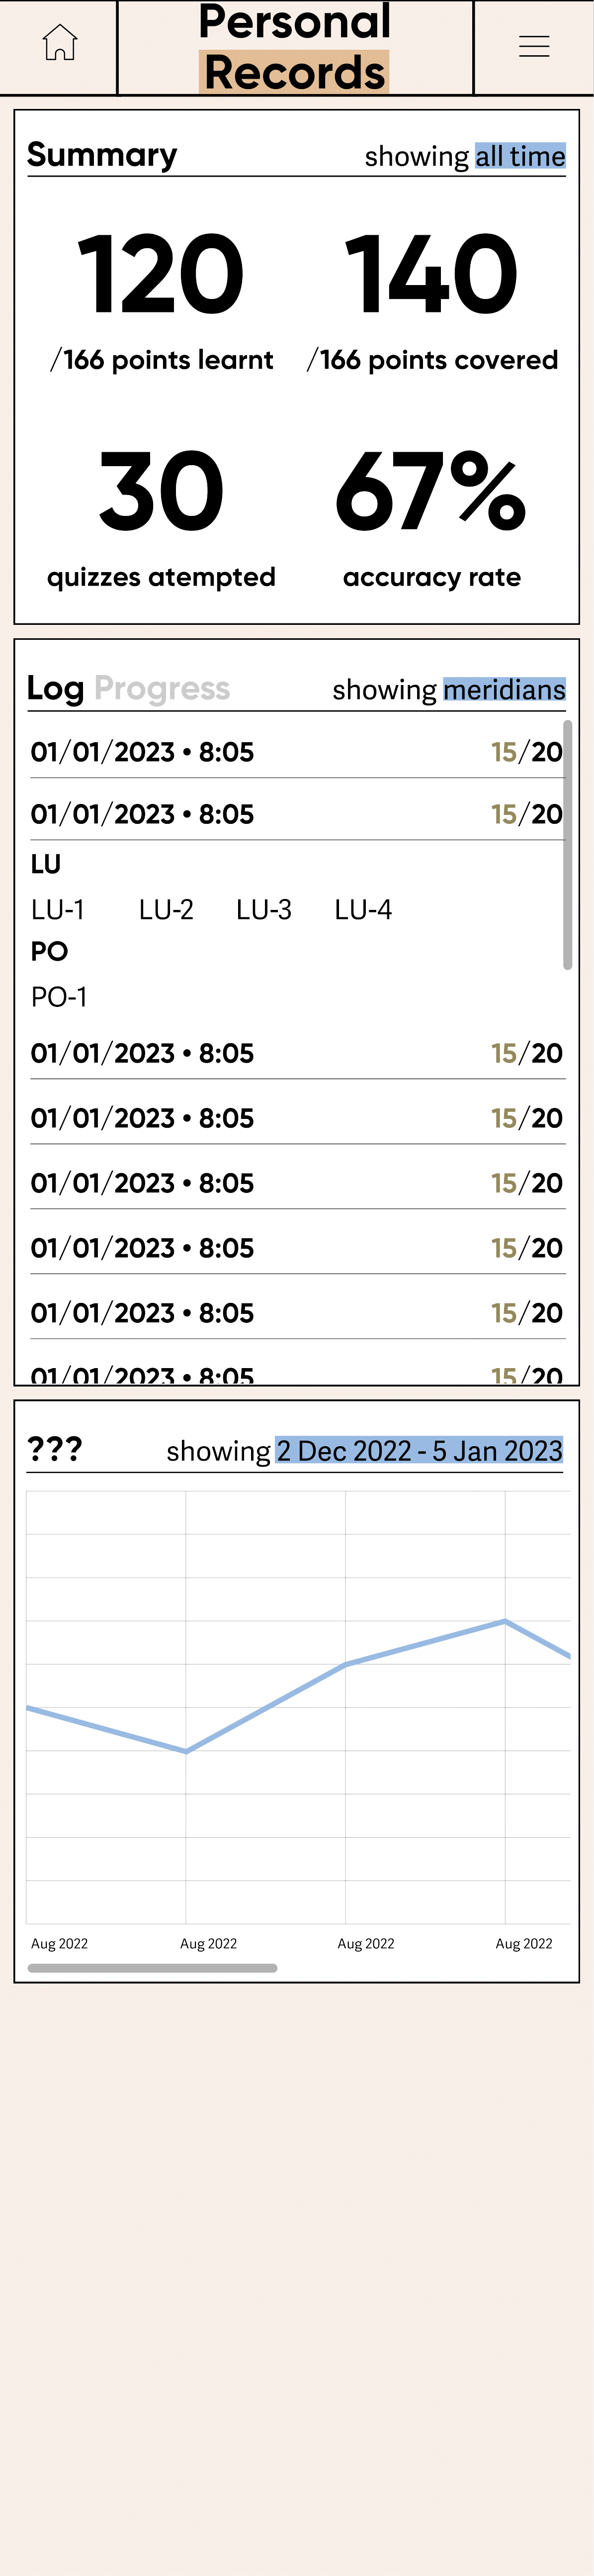 Personal
Records
Summary showing all time
120 140
/166 points learnt /166 points covered
30 67%
quizzes atempted accuracy rate
Log Progress showing meridians
01/01/2023 • 8:05 15/20
01/01/2023 • 8:05 15/20
LU
LU-1 LU-2 LU-3 LU-4
PO
PO-1
01/01/2023 • 8:05 15/20
01/01/2023 • 8:05 15/20
01/01/2023 • 8:05 15/20
01/01/2023 • 8:05 15/20
01/01/2023 • 8:05 15/20
01/01/2023 • 8:05 15/20
??? showing 2 Dec 2022 - 5 Jan 2023
Aug 2022 Aug 2022 Aug 2022 Aug 2022